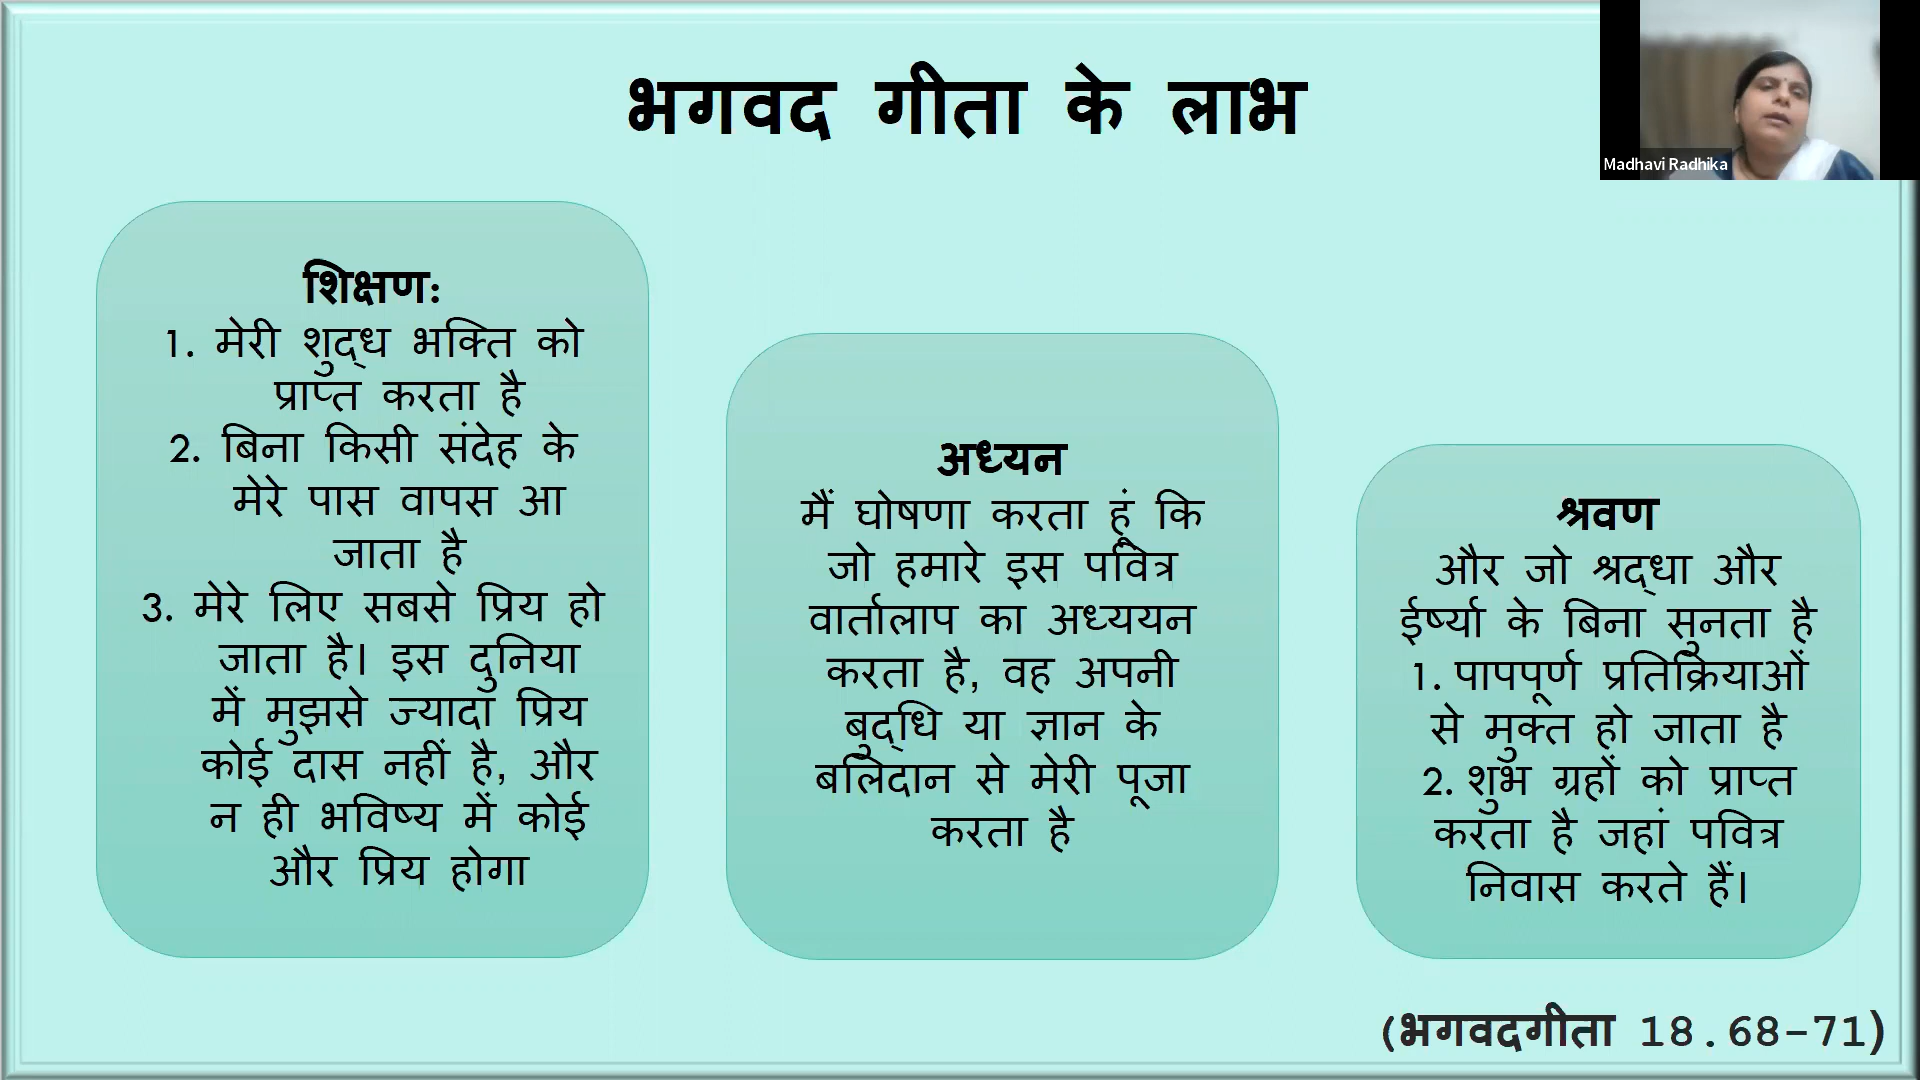 भगवद गीता के लाभ
Madhavi Radhika
शिक्षण:
1. मेरी शुद्ध भक्ति को
प्राप्त करता है
2. बिना किसी संदेह के
मेरे पास वापस आ
जाता है
3. मेरे लिए सबसे प्रिय हो
जाता है। इस दुनिया
में मुझसे ज्यादा प्रिय
कोई दास नहीं है, और
न ही भविष्य में कोई
और प्रिय होगा
अध्यन
मैं घोषणा करता हूं कि
जो हमारे इस पवित्र
वार्तालाप का अध्ययन
करता है, वह अपनी
बुद्धि या ज्ञान के
बलिदान से मेरी पूजा
करता है
श्रवण
और जो श्रद्धा और
ईर्ष्या के बिना सुनता है
1. पापपूर्ण प्रतिक्रियाओं
से मुक्त हो जाता है
2. शुभ ग्रहों को प्राप्त
करता है जहां पवित्र
निवास करते हैं।
(भगवदगीता 18.68-71)